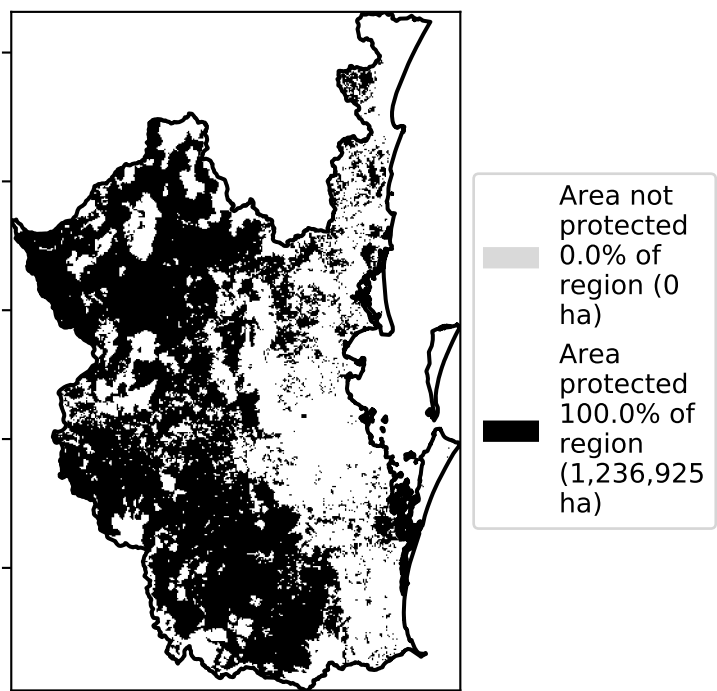 Area not
protected
0.0% of
region (0
ha)
Area
protected
100.0% of
region
(1,236,925
ha)